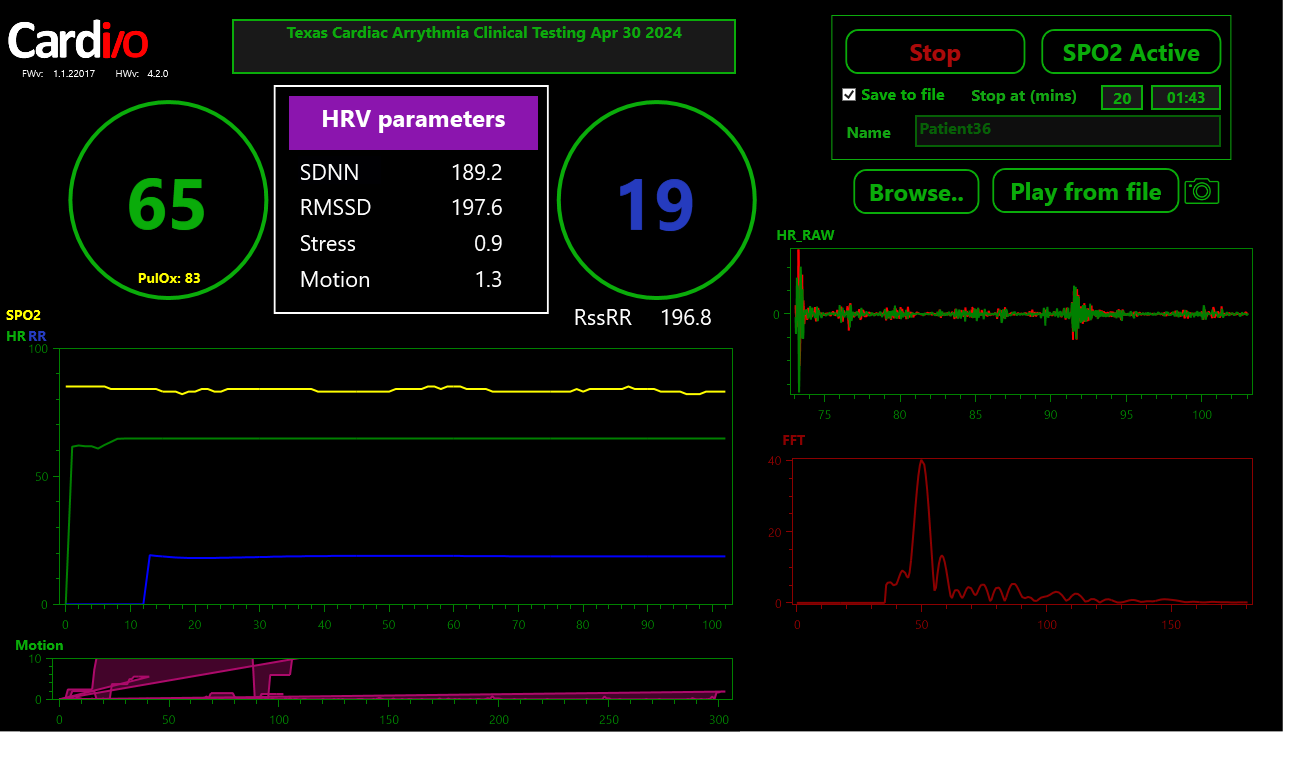 Cardi/o
FWv: 1.1.22017 HWv: 4.2.0
Texas Cardiac Arrythmia Clinical Testing Apr 30 2024
Stop
SPO2 Active
Save to file
Stop at (mins)
20
01:43
Name
Patient36
Browse..
Play from file
65
PulOx: 83
HRV parameters
SDNN 189.2
RMSSD 197.6
Stress 0.9
Motion 1.3
19
RssRR 196.8
SPO2
HR RR
100
50
0
0 10 20 30 40 50 60 70 80 90 100
Motion
10
0
0 50 100 150 200 250 300
HR_RAW
0
75 80 85 90 95 100
FFT
40
20
0
0 50 100 150